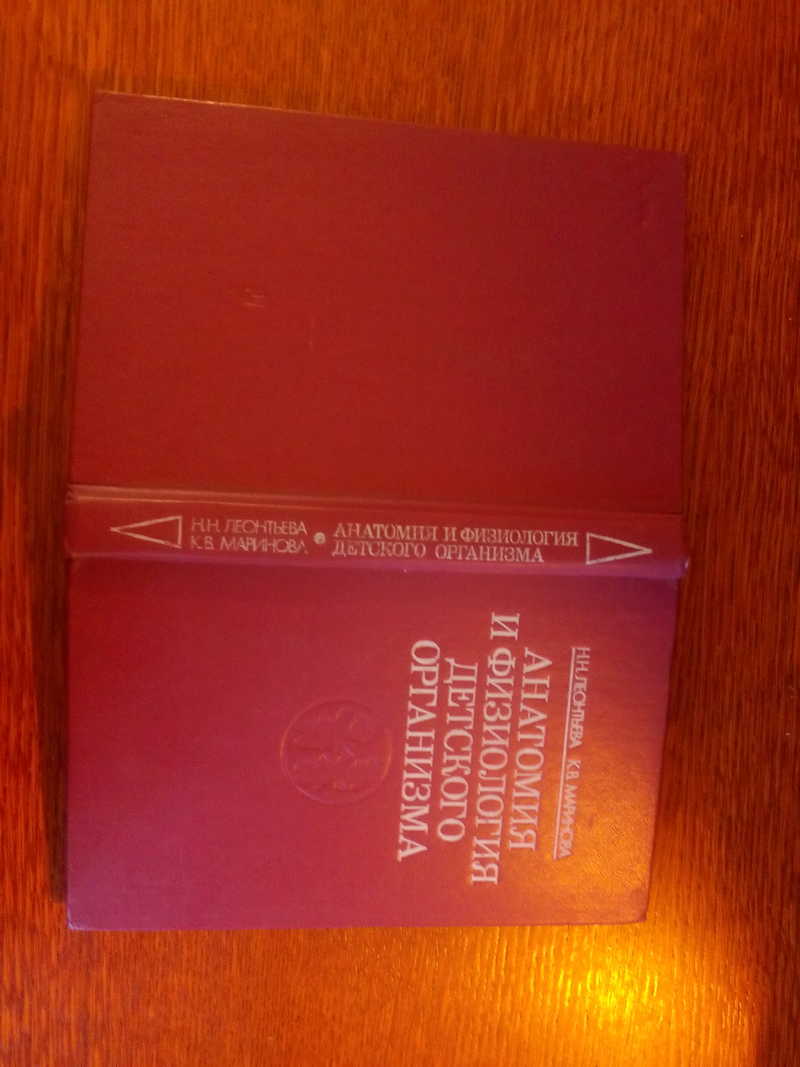 Н.Н. ЛЕОНТЬЕВА
К.В. МАРИНОВА
АНАТОМИЯ И ФИЗИОЛОГИЯ
ДЕТСКОГО ОРГАНИЗМА
Н.Н. ЛЕОНТЬЕВА К.В. МАРИНОВА
АНАТОМИЯ
И ФИЗИОЛОГИЯ
ДЕТСКОГО
ОРГАНИЗМА